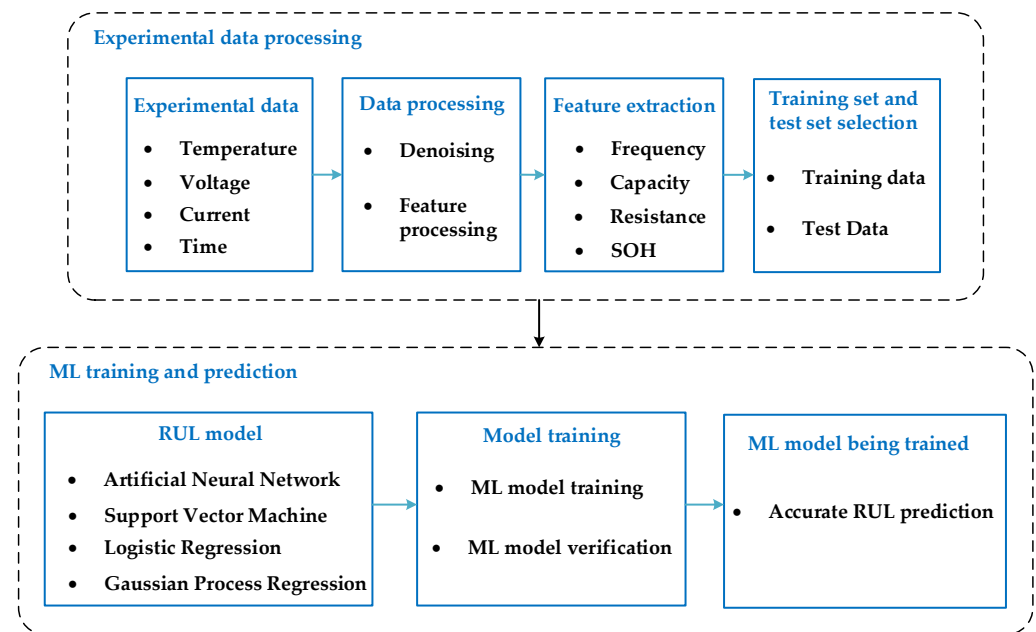 Experimental data processing
Experimental data
• Temperature
• Voltage
• Current
• Time
Data processing
• Denoising
• Feature
processing
Feature extraction
• Frequency
• Capacity
• Resistance
• SOH
Training set and
test set selection
• Training data
• Test Data
ML training and prediction
RUL model
• Artificial Neural Network
• Support Vector Machine
• Logistic Regression
• Gaussian Process Regression
Model training
• ML model training
• ML model verification
ML model being trained
• Accurate RUL prediction